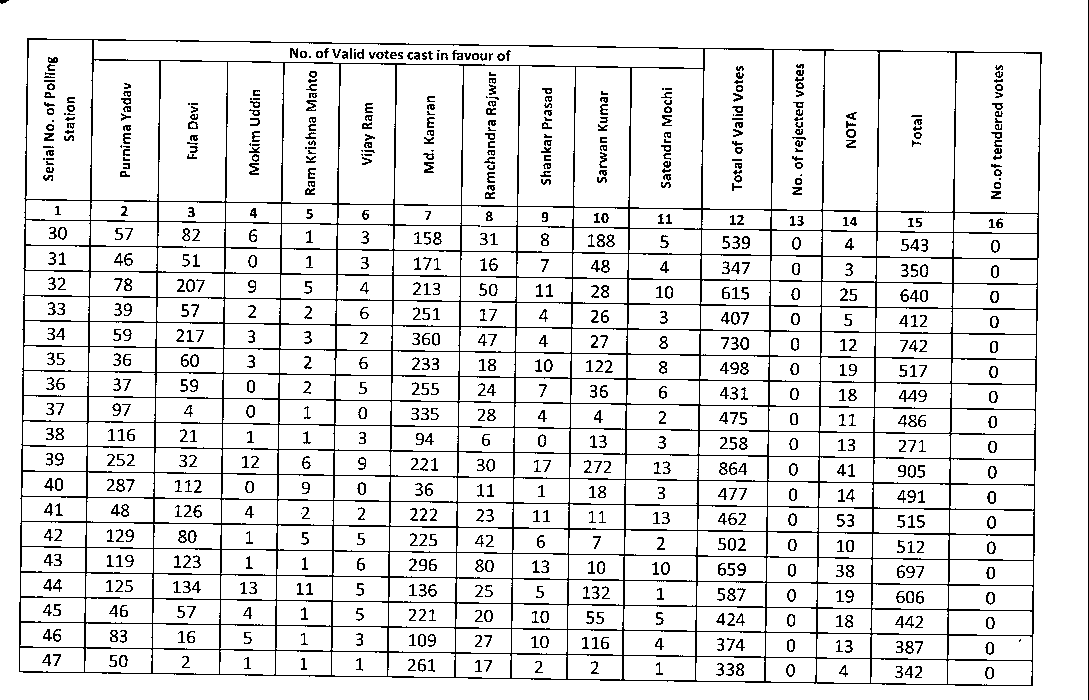 No. of Valid votes cast in favour of
Serial No. of Polling Station | Purnima Yadav | Fula Devi | Mokim Uddin | Ram Krishna Mahto | Vijay Ram | Md. Kamran | Ramchandra Rajwar | Shankar Prasad | Sarwan Kumar | Satendra Mochi | Total of Valid Votes | No. of rejected votes | NOTA | Total | No.of tendered votes
1 2 3 4 5 6 7 8 9 10 11 12 13 14 15 16
30 57 82 6 1 3 158 31 8 188 5 539 0 4 543 0
31 46 51 0 1 3 171 16 7 48 4 347 0 3 350 0
32 78 207 9 5 4 213 50 11 28 10 615 0 25 640 0
33 39 57 2 2 6 251 17 4 26 3 407 0 5 412 0
34 59 217 3 3 2 360 47 4 27 8 730 0 12 742 0
35 36 60 3 2 6 233 18 10 122 8 498 0 19 517 0
36 37 59 0 2 5 255 24 7 36 6 431 0 18 449 0
37 97 4 0 1 0 335 28 4 4 2 475 0 11 486 0
38 116 21 1 1 3 94 6 0 13 3 258 0 13 271 0
39 252 32 12 6 9 221 30 17 272 13 864 0 41 905 0
40 287 112 0 9 0 36 11 1 18 3 477 0 14 491 0
41 48 126 4 2 2 222 23 11 11 13 462 0 53 515 0
42 129 80 1 5 5 225 42 6 7 2 502 0 10 512 0
43 119 123 1 1 6 296 80 13 10 10 659 0 38 697 0
44 125 134 13 11 5 136 25 5 132 1 587 0 19 606 0
45 46 57 4 1 5 221 20 10 55 5 424 0 18 442 0
46 83 16 5 1 3 109 27 10 116 4 374 0 13 387 0
47 50 2 1 1 1 261 17 2 2 1 338 0 4 342 0